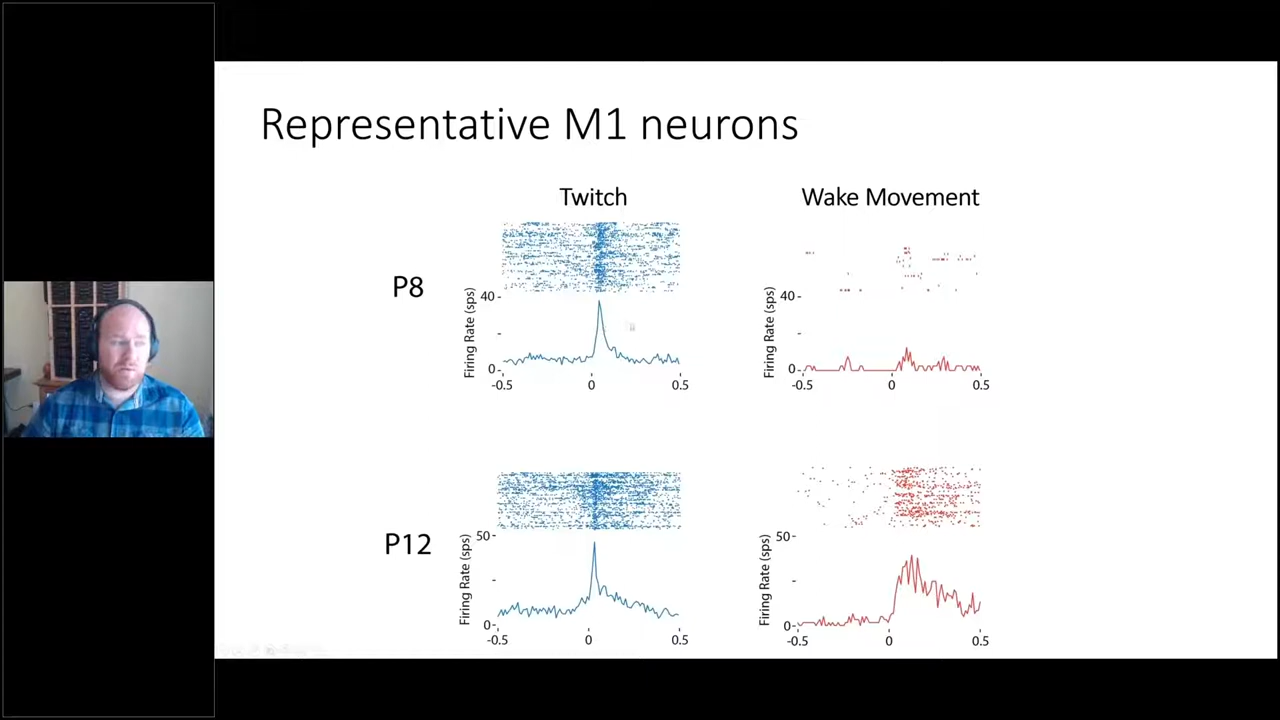 Representative M1 neurons
Twitch
Wake Movement
P8
Firing Rate (sps)
40
0
-0.5
0
0.5
Firing Rate (sps)
40
0
-0.5
0
0.5
P12
Firing Rate (sps)
50
0
-0.5
0
0.5
Firing Rate (sps)
50
0
-0.5
0
0.5